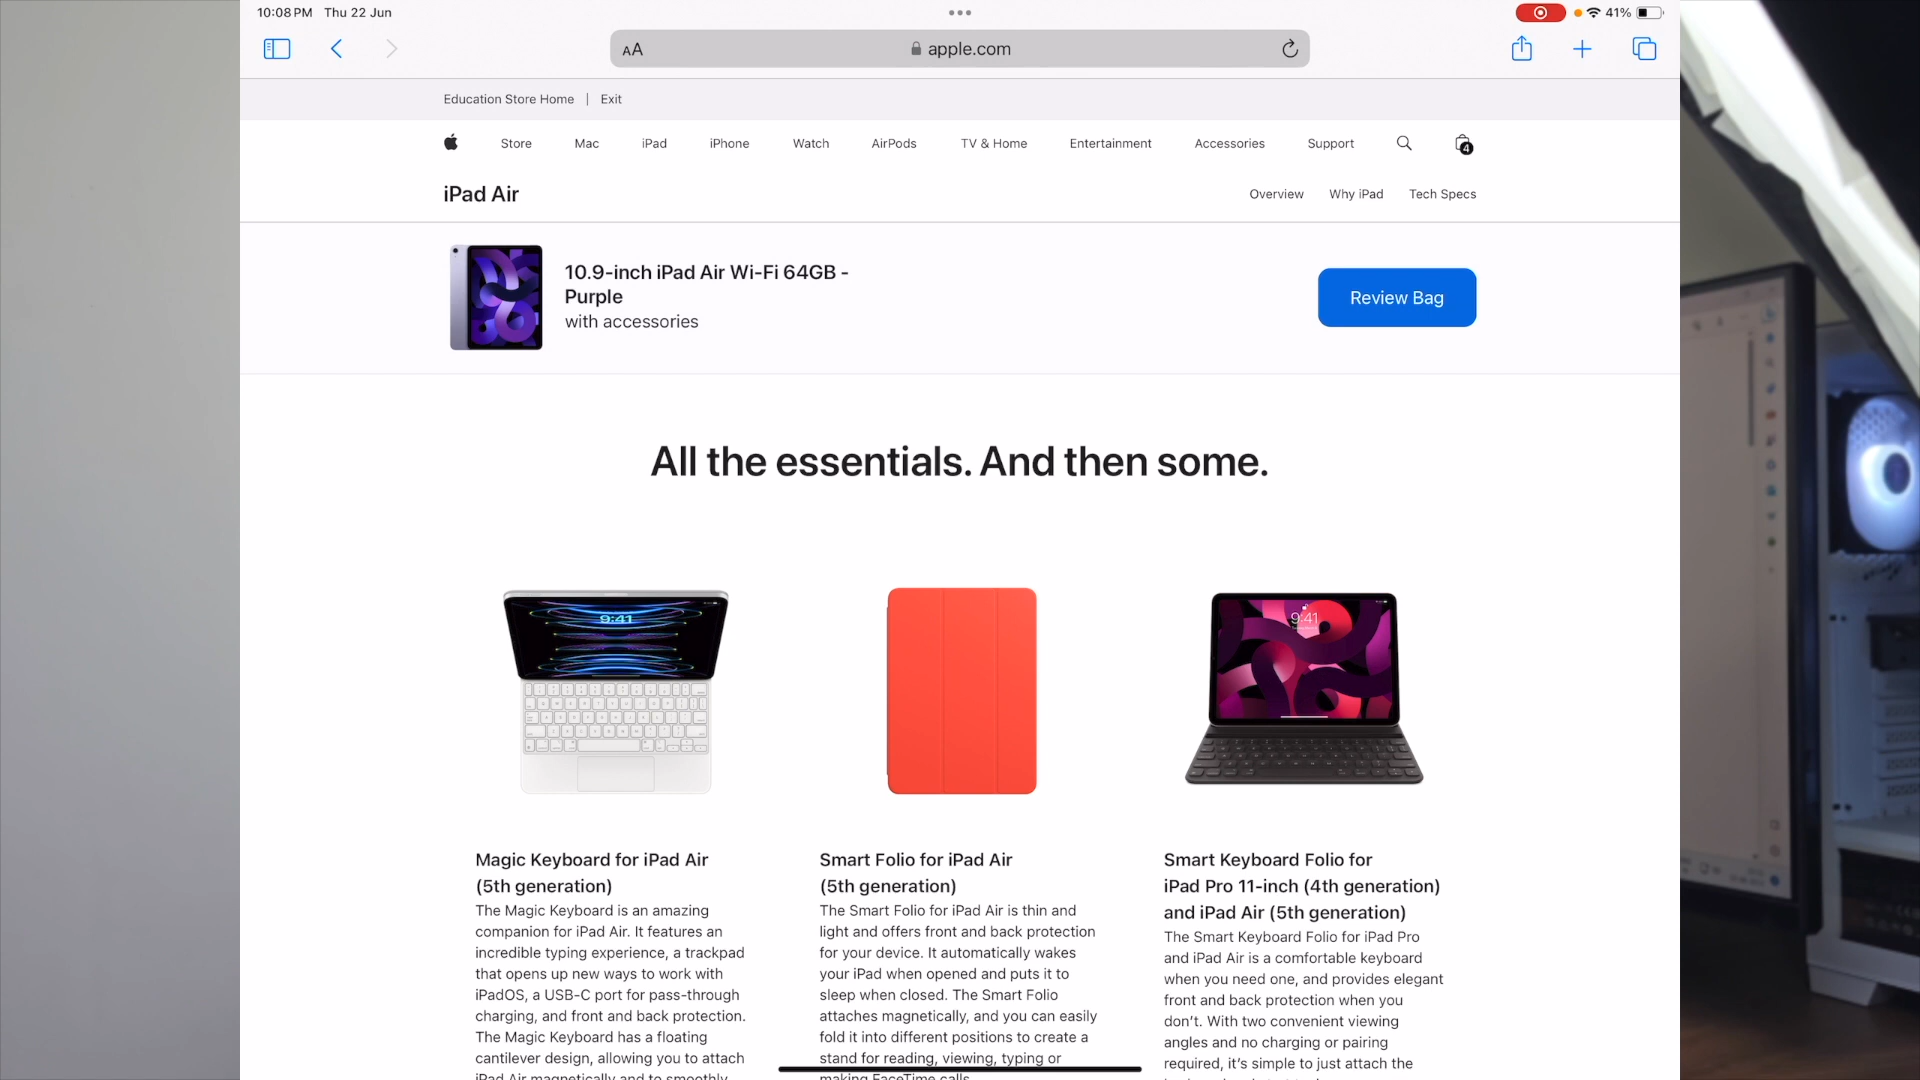 10:08 PM Thu 22 Jun
41%
AA
apple.com
Education Store Home | Exit
Store Mac iPad iPhone Watch AirPods TV & Home Entertainment Accessories Support
4
iPad Air
Overview Why iPad Tech Specs
10.9-inch iPad Air Wi-Fi 64GB -
Purple
with accessories
Review Bag
All the essentials. And then some.
9:41
9:41
Magic Keyboard for iPad Air
(5th generation)
The Magic Keyboard is an amazing
companion for iPad Air. It features an
incredible typing experience, a trackpad
that opens up new ways to work with
iPadOS, a USB-C port for pass-through
charging, and front and back protection.
The Magic Keyboard has a floating
cantilever design, allowing you to attach
iPad Air magnetically and to smoothly
Smart Folio for iPad Air
(5th generation)
The Smart Folio for iPad Air is thin and
light and offers front and back protection
for your device. It automatically wakes
your iPad when opened and puts it to
sleep when closed. The Smart Folio
attaches magnetically, and you can easily
fold it into different positions to create a
stand for reading, viewing, typing or
making FaceTime calls.
Smart Keyboard Folio for
iPad Pro 11-inch (4th generation)
and iPad Air (5th generation)
The Smart Keyboard Folio for iPad Pro
and iPad Air is a comfortable keyboard
when you need one, and provides elegant
front and back protection when you
don't. With two convenient viewing
angles and no charging or pairing
required, it's simple to just attach the